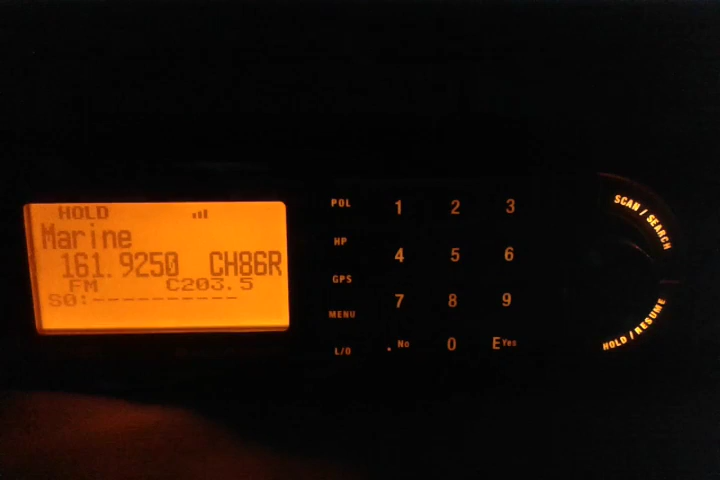 HOLD
Marine
161.9250 CH86R
FM C203.5
S0:-----------
POL 1 2 3
HP 4 5 6
GPS
7 8 9
MENU
L/O . No 0 E Yes
SCAN / SEARCH
HOLD / RESUME